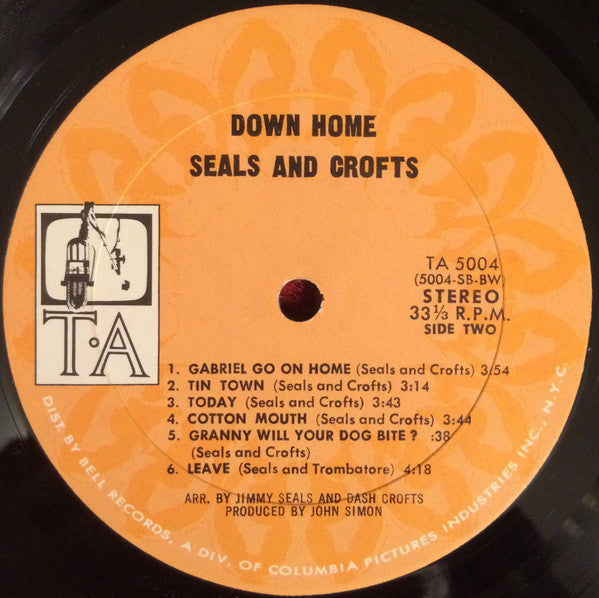 DOWN HOME
SEALS AND CROFTS
T·A
TA 5004
(5004-SB-BW)
STEREO
33⅓ R.P.M.
SIDE TWO
1. GABRIEL GO ON HOME (Seals and Crofts) 3:54
2. TIN TOWN (Seals and Crofts) 3:14
3. TODAY (Seals and Crofts) 3:43
4. COTTON MOUTH (Seals and Crofts) 3:44
5. GRANNY WILL YOUR DOG BITE? :38
(Seals and Crofts)
6. LEAVE (Seals and Trombatore) 4:18
ARR. BY JIMMY SEALS AND DASH CROFTS
PRODUCED BY JOHN SIMON
DIST. BY BELL RECORDS, A DIV. OF COLUMBIA PICTURES INDUSTRIES INC., N.Y.C.